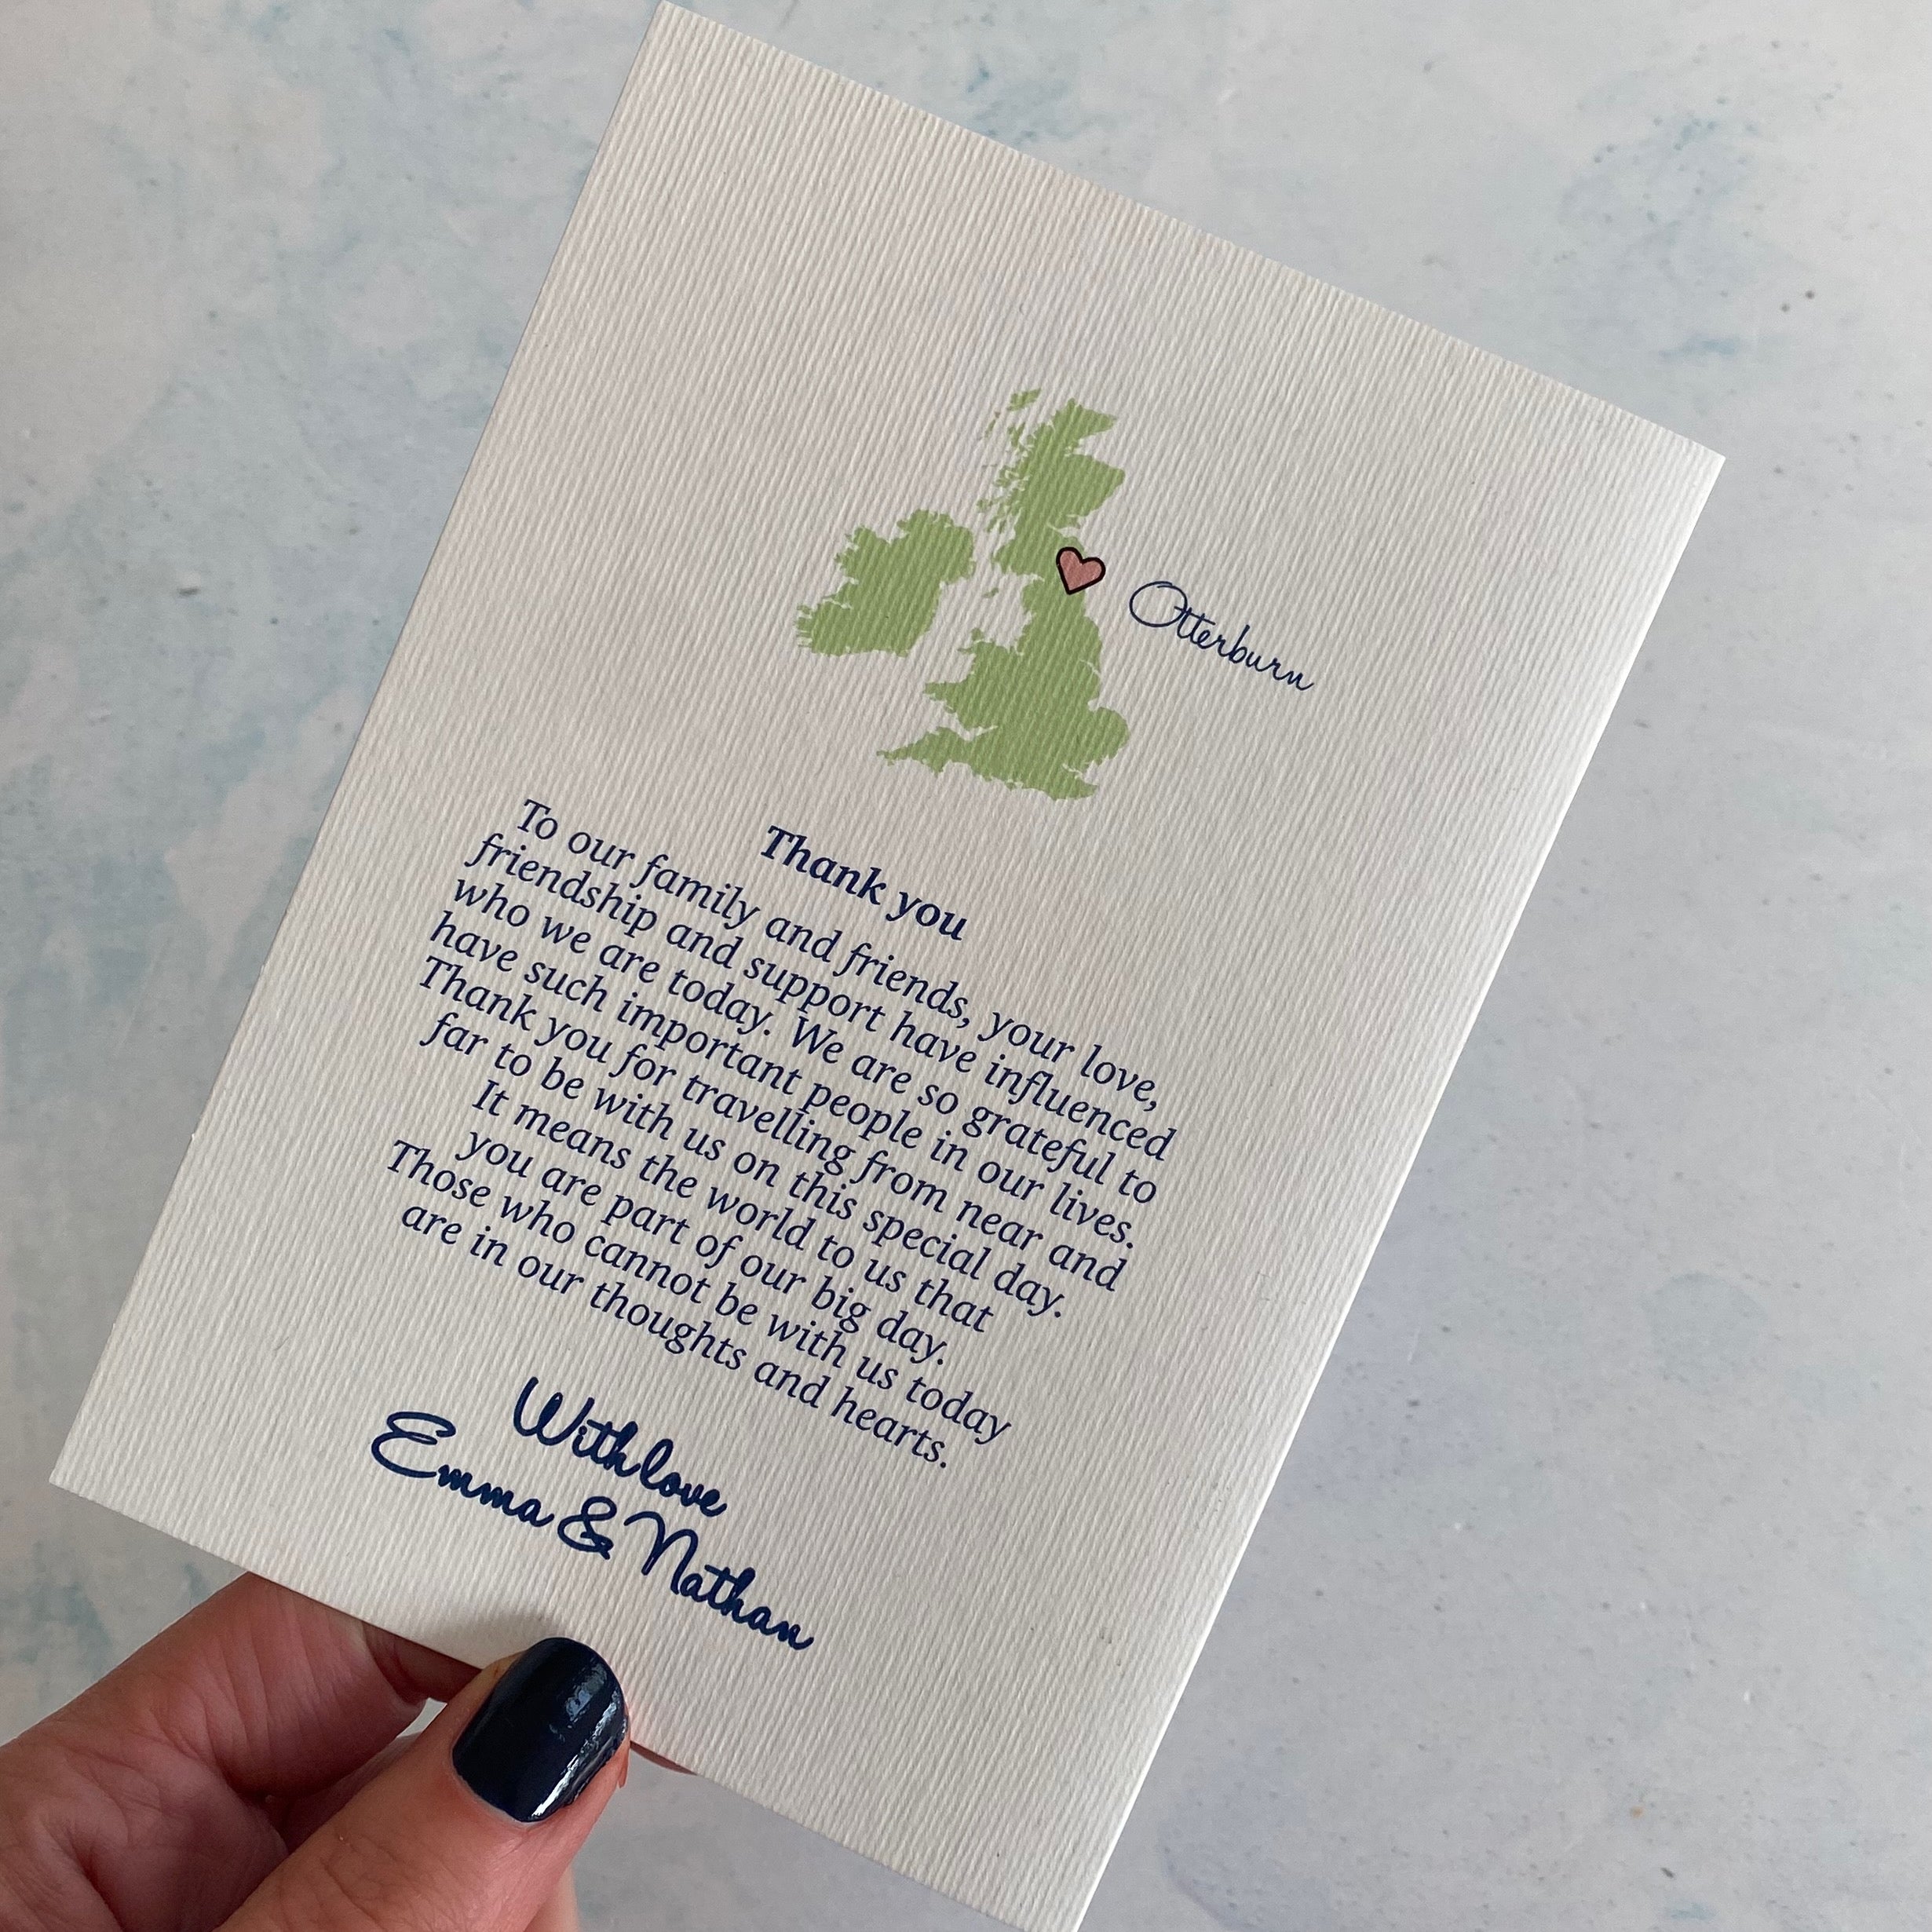 Otterburn
Thank you
To our family and friends, your love,
friendship and support have influenced
who we are today. We are so grateful to
have such important people in our lives.
Thank you for travelling from near and
far to be with us on this special day.
It means the world to us that
you are part of our big day.
Those who cannot be with us today
are in our thoughts and hearts.
With love
Emma & Nathan